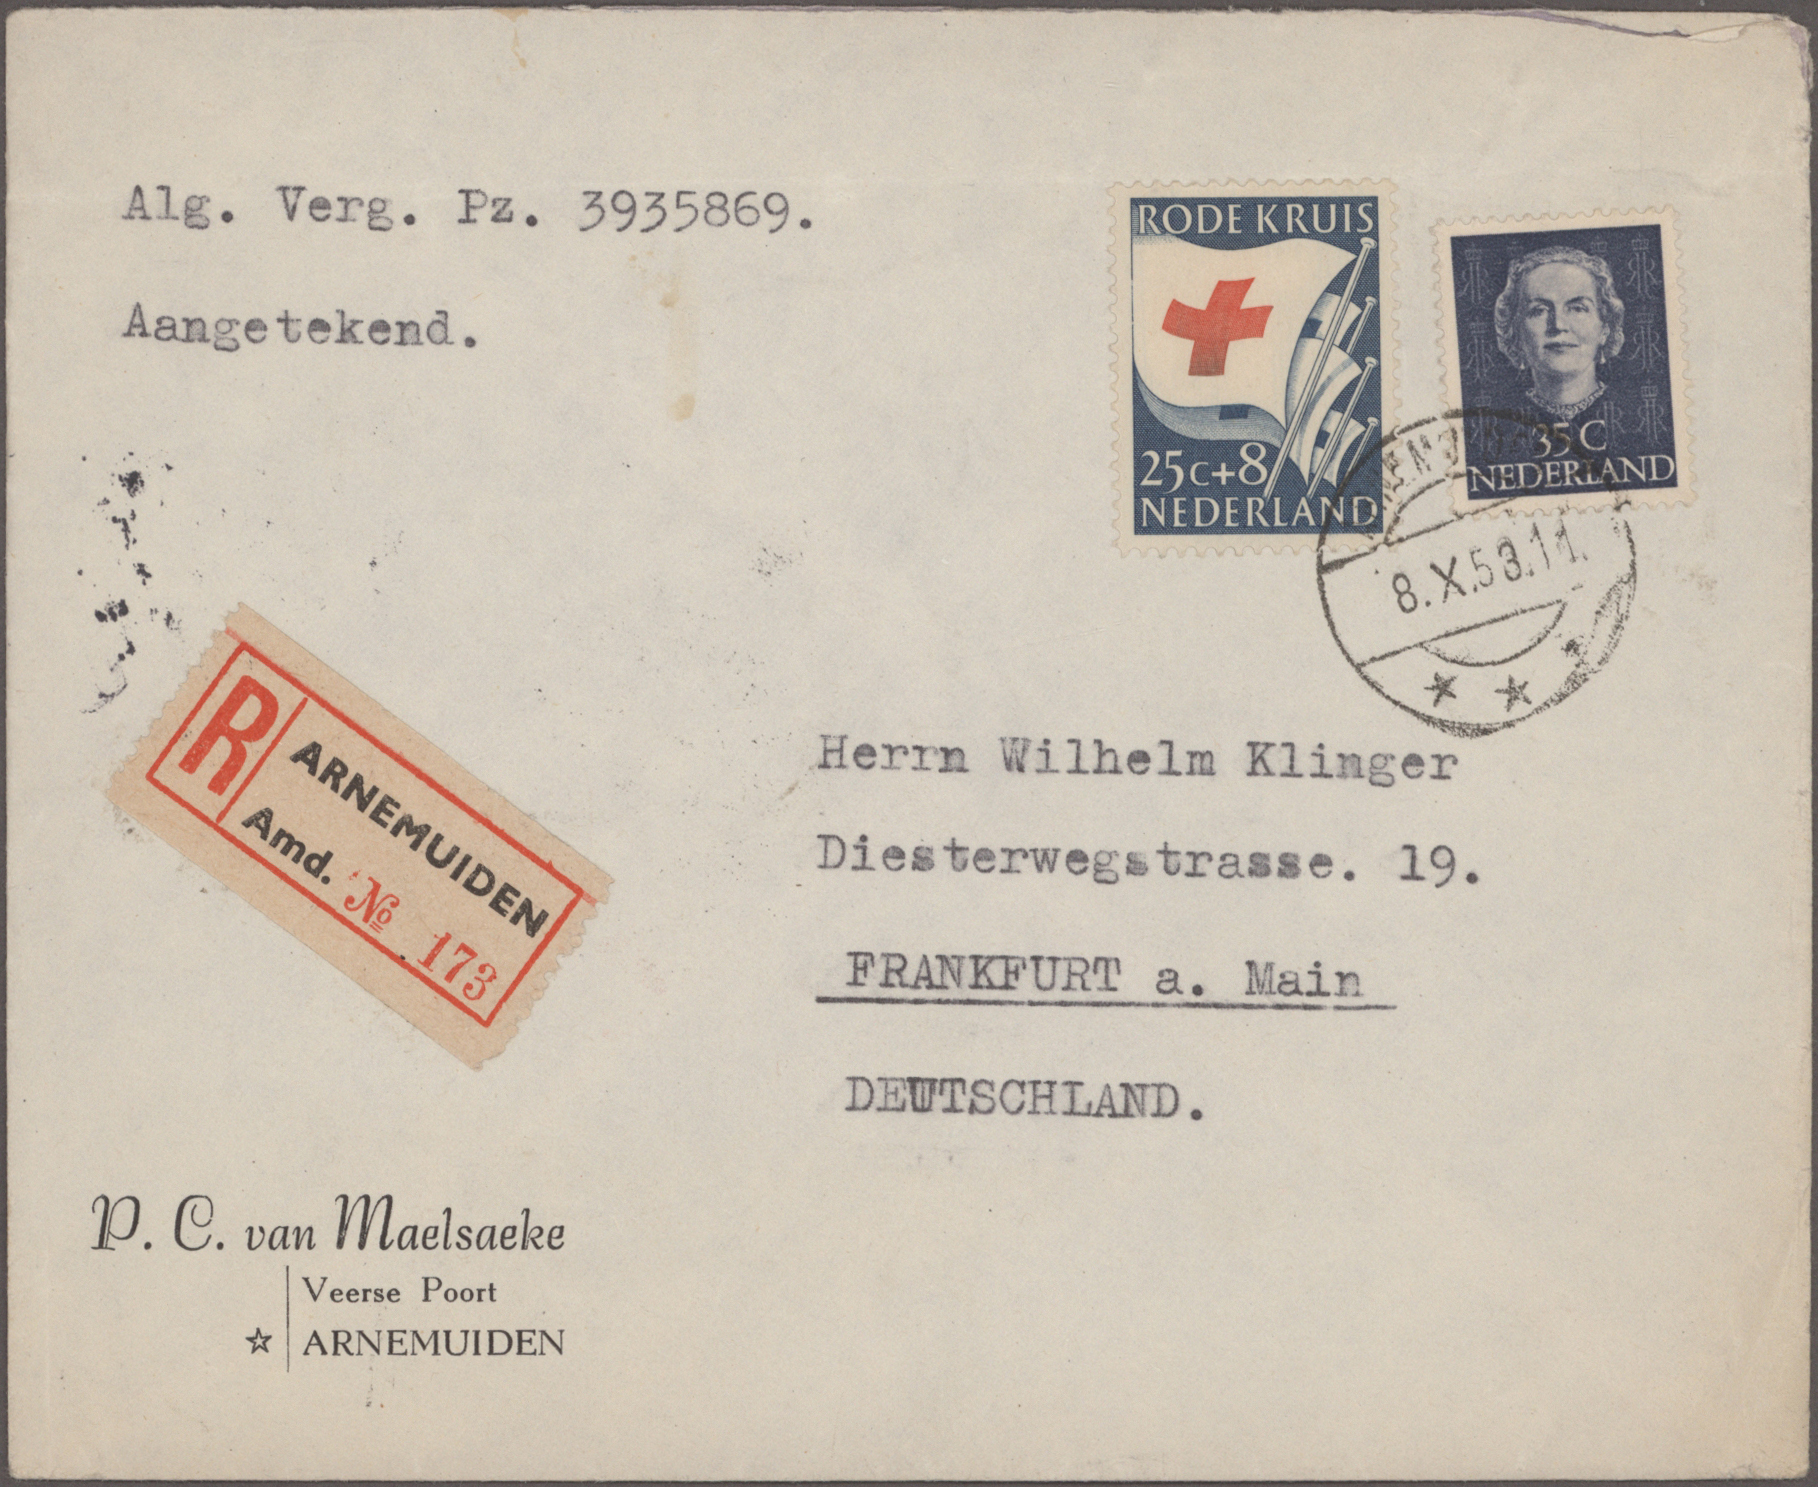 Alg. Verg. Pz. 3935869.
Aangetekend.
RODE KRUIS
25c+8
NEDERLAND
35C
NEDERLAND
8.X.53.11.
R
ARNEMUIDEN
Amd. № 173
Herrn Wilhelm Klinger
Diesterwegstrasse. 19.
FRANKFURT a. Main
DEUTSCHLAND.
P. C. van Maelsaeke
Veerse Poort
ARNEMUIDEN